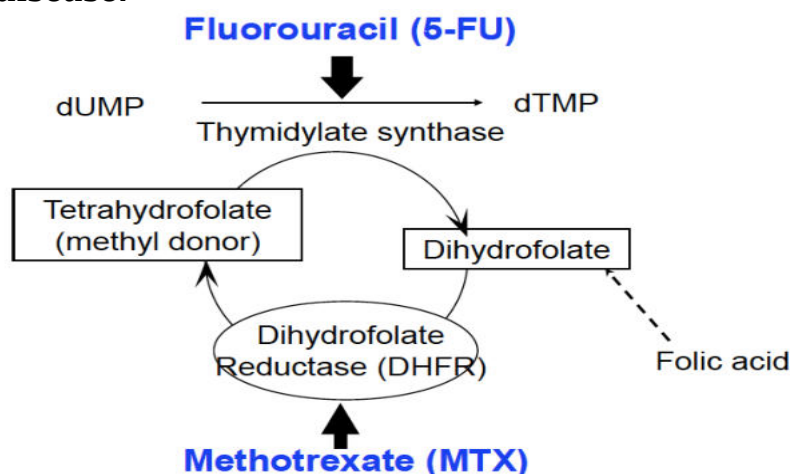 Fluorouracil (5-FU)
dUMP
dTMP
Thymidylate synthase
Tetrahydrofolate
(methyl donor)
Dihydrofolate
Dihydrofolate
Reductase (DHFR)
Folic acid
Methotrexate (MTX)